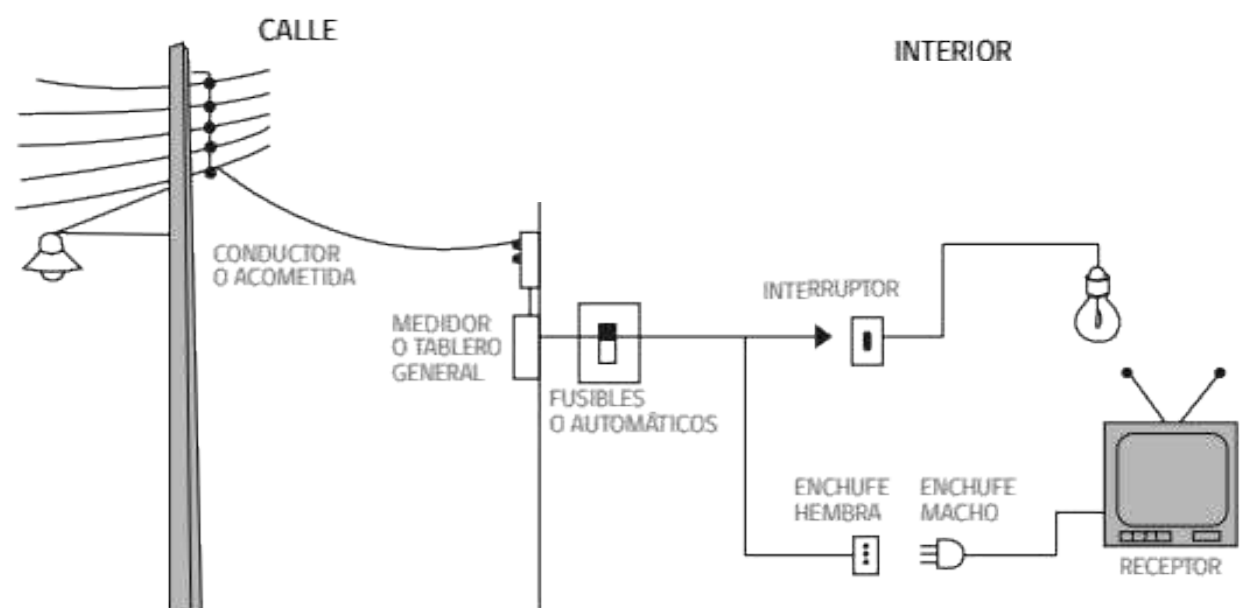 CALLE
INTERIOR
CONDUCTOR
O ACOMETIDA
MEDIDOR
O TABLERO
GENERAL
FUSIBLES
O AUTOMÁTICOS
INTERRUPTOR
ENCHUFE
HEMBRA
ENCHUFE
MACHO
RECEPTOR